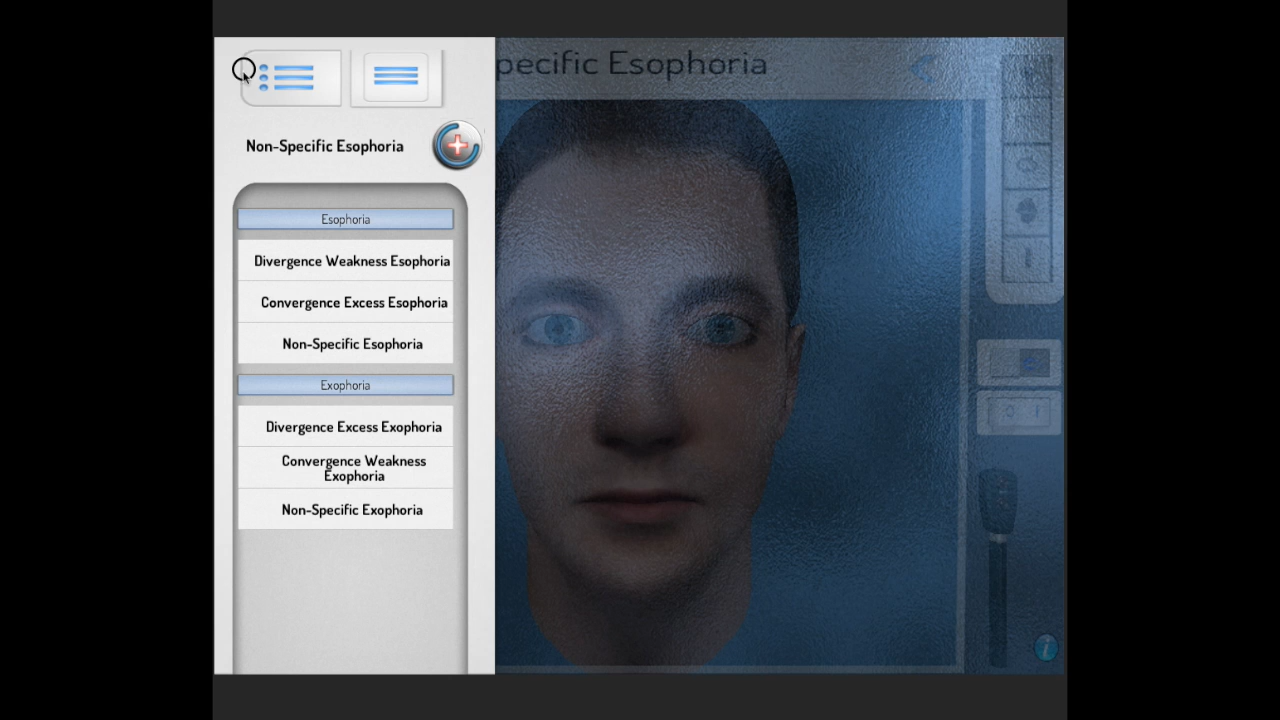 pecific Esophoria
Non-Specific Esophoria
Esophoria
Divergence Weakness Esophoria
Convergence Excess Esophoria
Non-Specific Esophoria
Exophoria
Divergence Excess Exophoria
Convergence Weakness
Exophoria
Non-Specific Exophoria
i